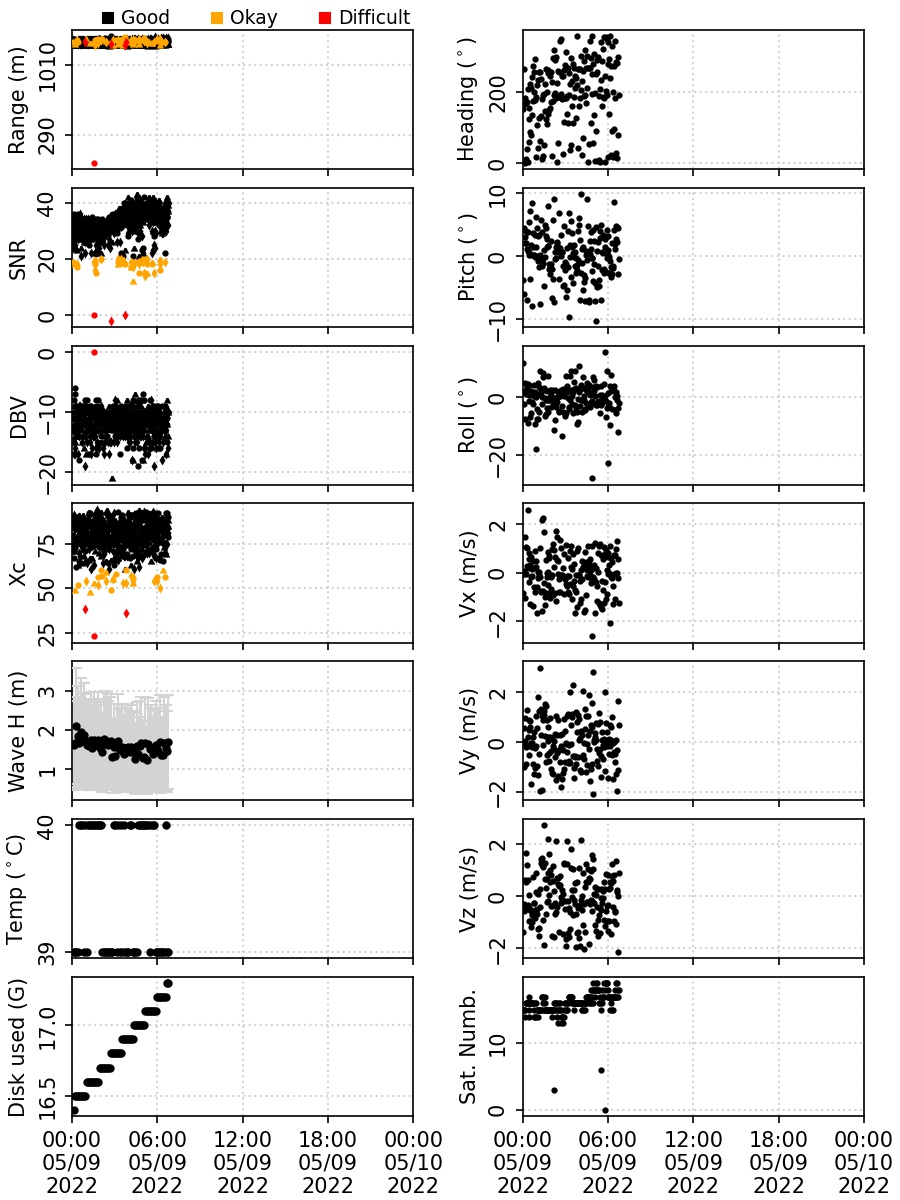 Good Okay Difficult
Range (m)
1010
290
Heading (°)
200
0
SNR
40
20
0
Pitch (°)
10
0
−10
DBV
0
−10
−20
Roll (°)
0
−20
Xc
75
50
25
Vx (m/s)
2
0
−2
Wave H (m)
3
2
1
Vy (m/s)
2
0
−2
Temp (°C)
40
39
Vz (m/s)
2
0
−2
Disk used (G)
17.0
16.5
Sat. Numb.
10
0
00:00 06:00 12:00 18:00 00:00
05/09 05/09 05/09 05/09 05/10
2022 2022 2022 2022 2022
00:00 06:00 12:00 18:00 00:00
05/09 05/09 05/09 05/09 05/10
2022 2022 2022 2022 2022